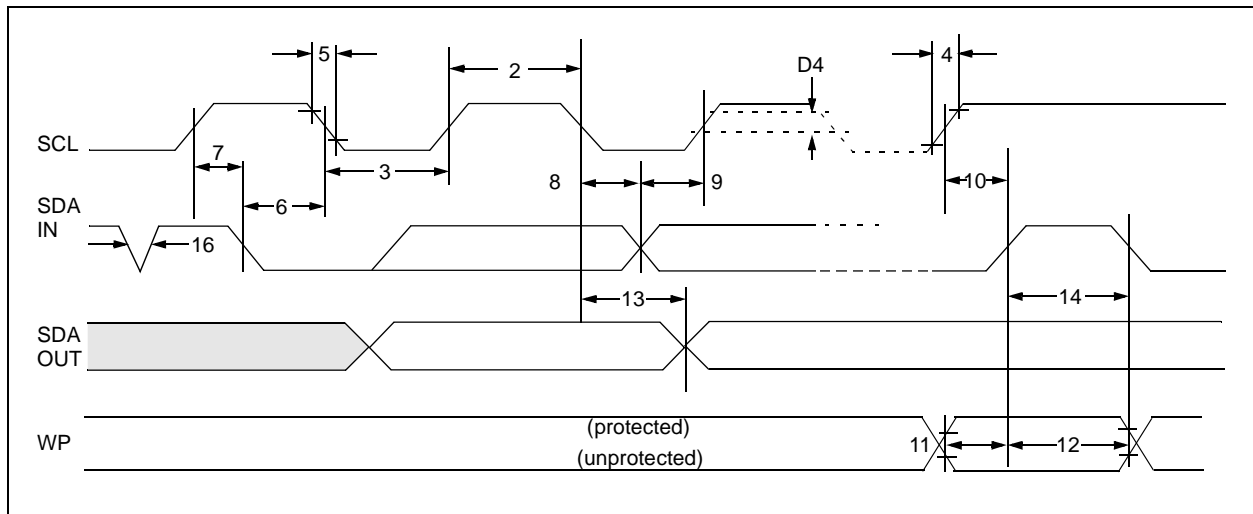 5
2
D4
4
SCL
7
3
8
9
10
SDA
IN
6
16
13
14
SDA
OUT
WP
(protected)
(unprotected)
11
12